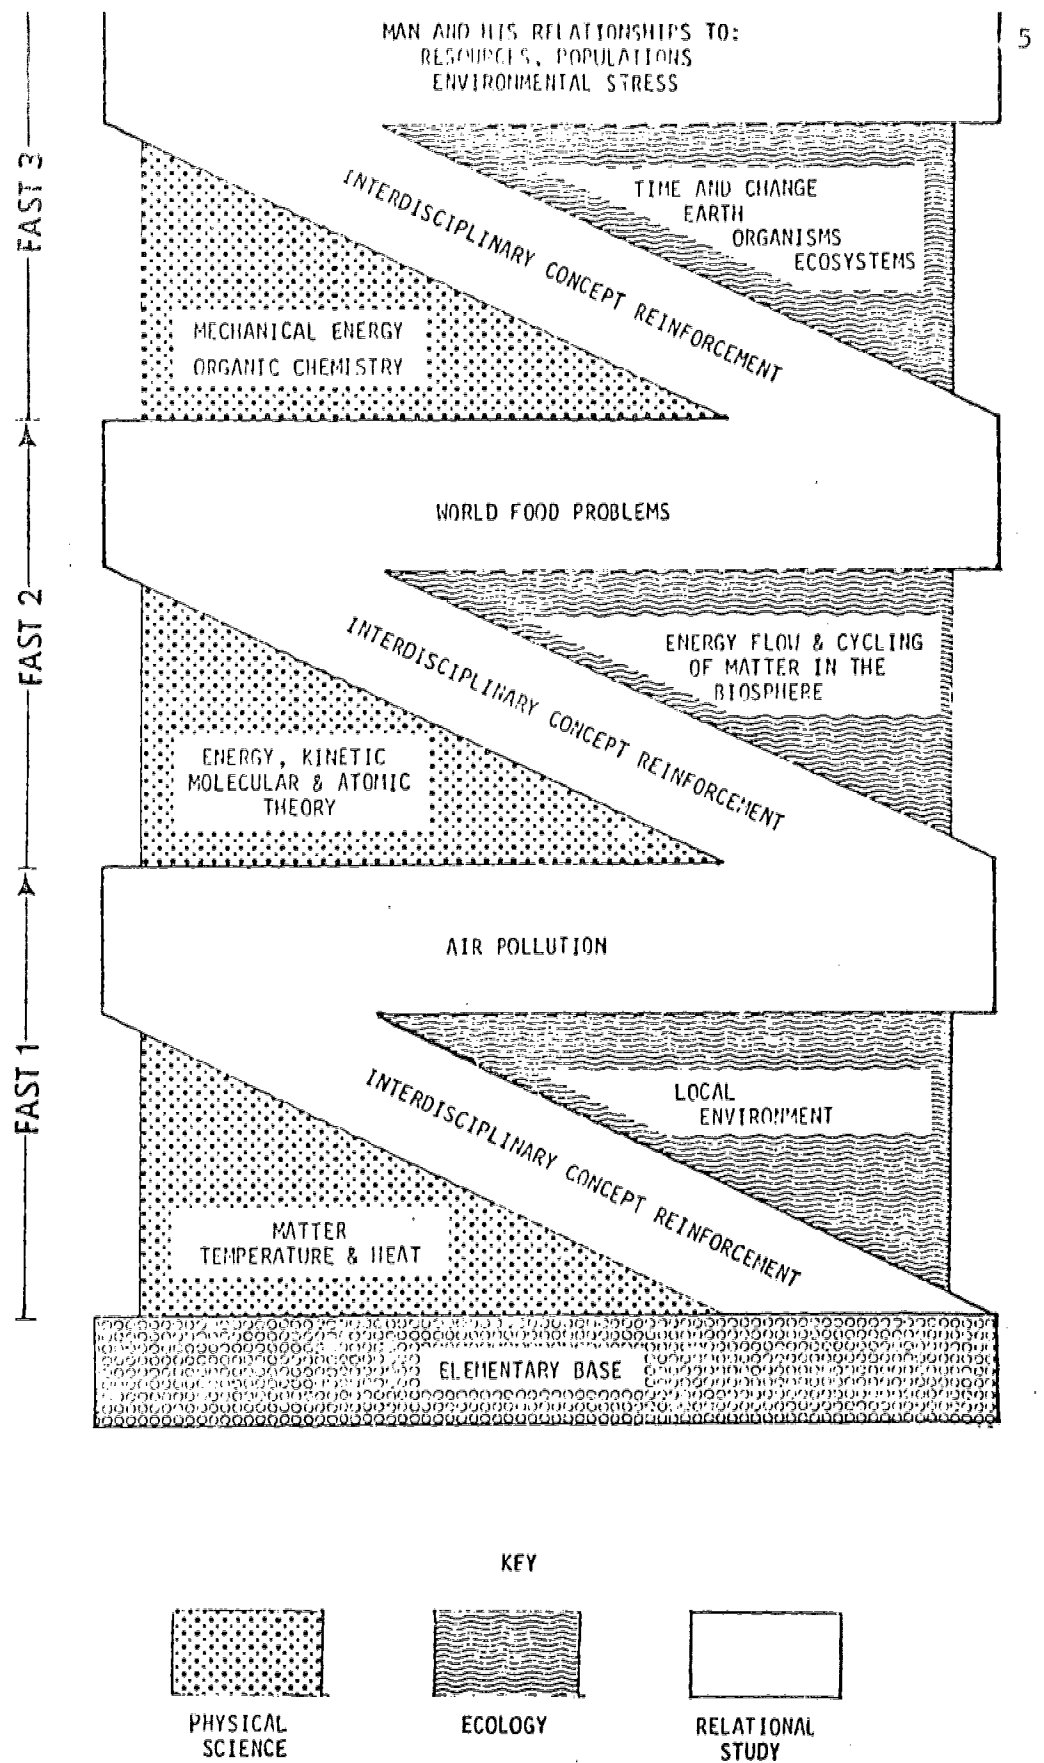 5
MAN AND HIS RELATIONSHIPS TO:
RESOURCES, POPULATIONS
ENVIRONMENTAL STRESS
FAST 3
INTERDISCIPLINARY CONCEPT REINFORCEMENT
TIME AND CHANGE
EARTH
ORGANISMS
ECOSYSTEMS
MECHANICAL ENERGY
ORGANIC CHEMISTRY
WORLD FOOD PROBLEMS
FAST 2
INTERDISCIPLINARY CONCEPT REINFORCEMENT
ENERGY FLOW & CYCLING
OF MATTER IN THE
BIOSPHERE
ENERGY, KINETIC
MOLECULAR & ATOMIC
THEORY
AIR POLLUTION
FAST 1
INTERDISCIPLINARY CONCEPT REINFORCEMENT
LOCAL
ENVIRONMENT
MATTER
TEMPERATURE & HEAT
ELEMENTARY BASE
KEY
PHYSICAL
SCIENCE
ECOLOGY
RELATIONAL
STUDY